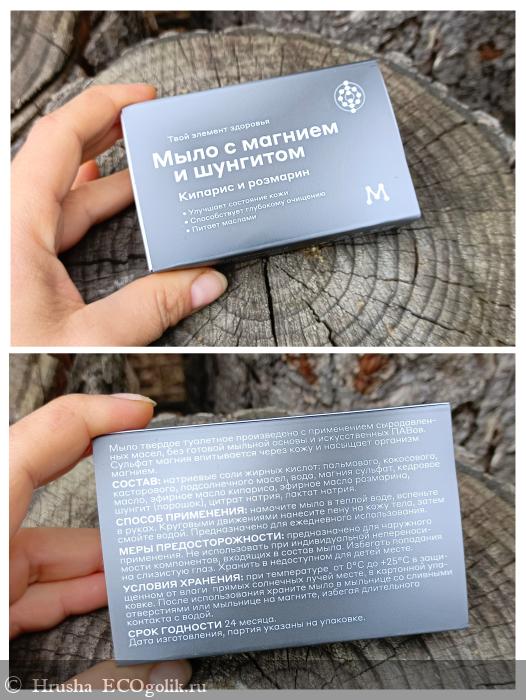 Твой элемент здоровья
Мыло с магнием
и шунгитом
Кипарис и розмарин
• Улучшает состояние кожи
• Способствует глубокому очищению
• Питает маслами
М
Мыло твердое туалетное произведено с применением сыродавлен-
ных масел, без готовой мыльной основы и искусственных ПАВов.
Сульфат магния впитывается через кожу и насыщает организм
магнием.
СОСТАВ: натриевые соли жирных кислот: пальмового, кокосового,
касторового, подсолнечного масел, вода, магния сульфат, кедровое
масло, эфирное масло кипариса, эфирное масло розмарина,
шунгит (порошок), цитрат натрия, лактат натрия.
СПОСОБ ПРИМЕНЕНИЯ: намочите мыло в теплой воде, вспеньте
в руках. Круговыми движениями нанесите пену на кожу тела, затем
смойте водой. Предназначено для ежедневного использования.
МЕРЫ ПРЕДОСТОРОЖНОСТИ: предназначено для наружного
применения. Не использовать при индивидуальной непереноси-
мости компонентов, входящих в состав мыла. Избегать попадания
на слизистую глаз. Хранить в недоступном для детей месте.
УСЛОВИЯ ХРАНЕНИЯ: при температуре от 0°С до +25°С в защи-
щенном от влаги прямых солнечных лучей месте, в картонной упа-
ковке. После использования храните мыло в мыльнице со сливными
отверстиями или мыльнице на магните, избегая длительного
контакта с водой.
СРОК ГОДНОСТИ 24 месяца.
Дата изготовления, партия указаны на упаковке.
© Hrusha ECOgolik.ru